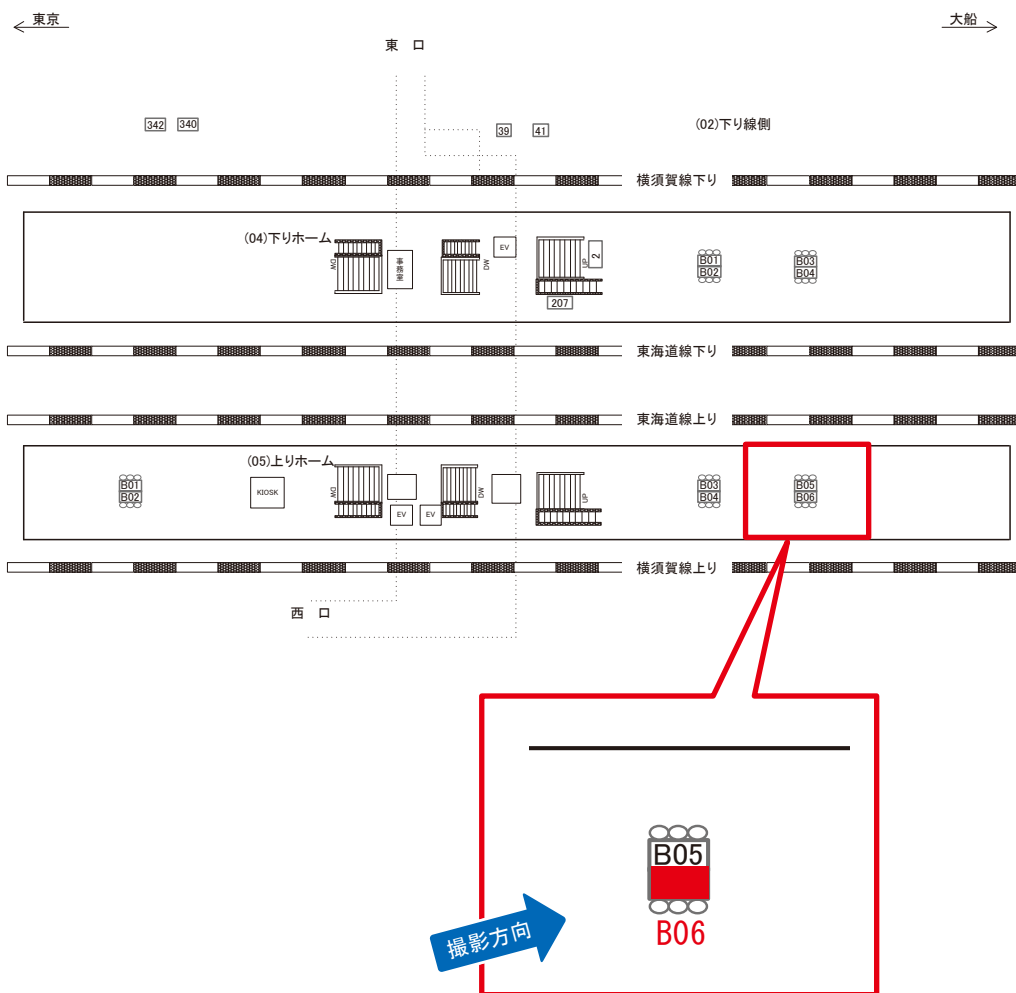 東京
大船
東 口
342 340
39 41
(02)下り線側
横須賀線下り
(04)下りホーム
DW
事務室
DW
EV
UP
2
207
B01
B02
B03
B04
東海道線下り
東海道線上り
(05)上りホーム
B01
B02
KIOSK
DW
EV
EV
DW
UP
B03
B04
B05
B06
横須賀線上り
西 口
B05
B06
撮影方向